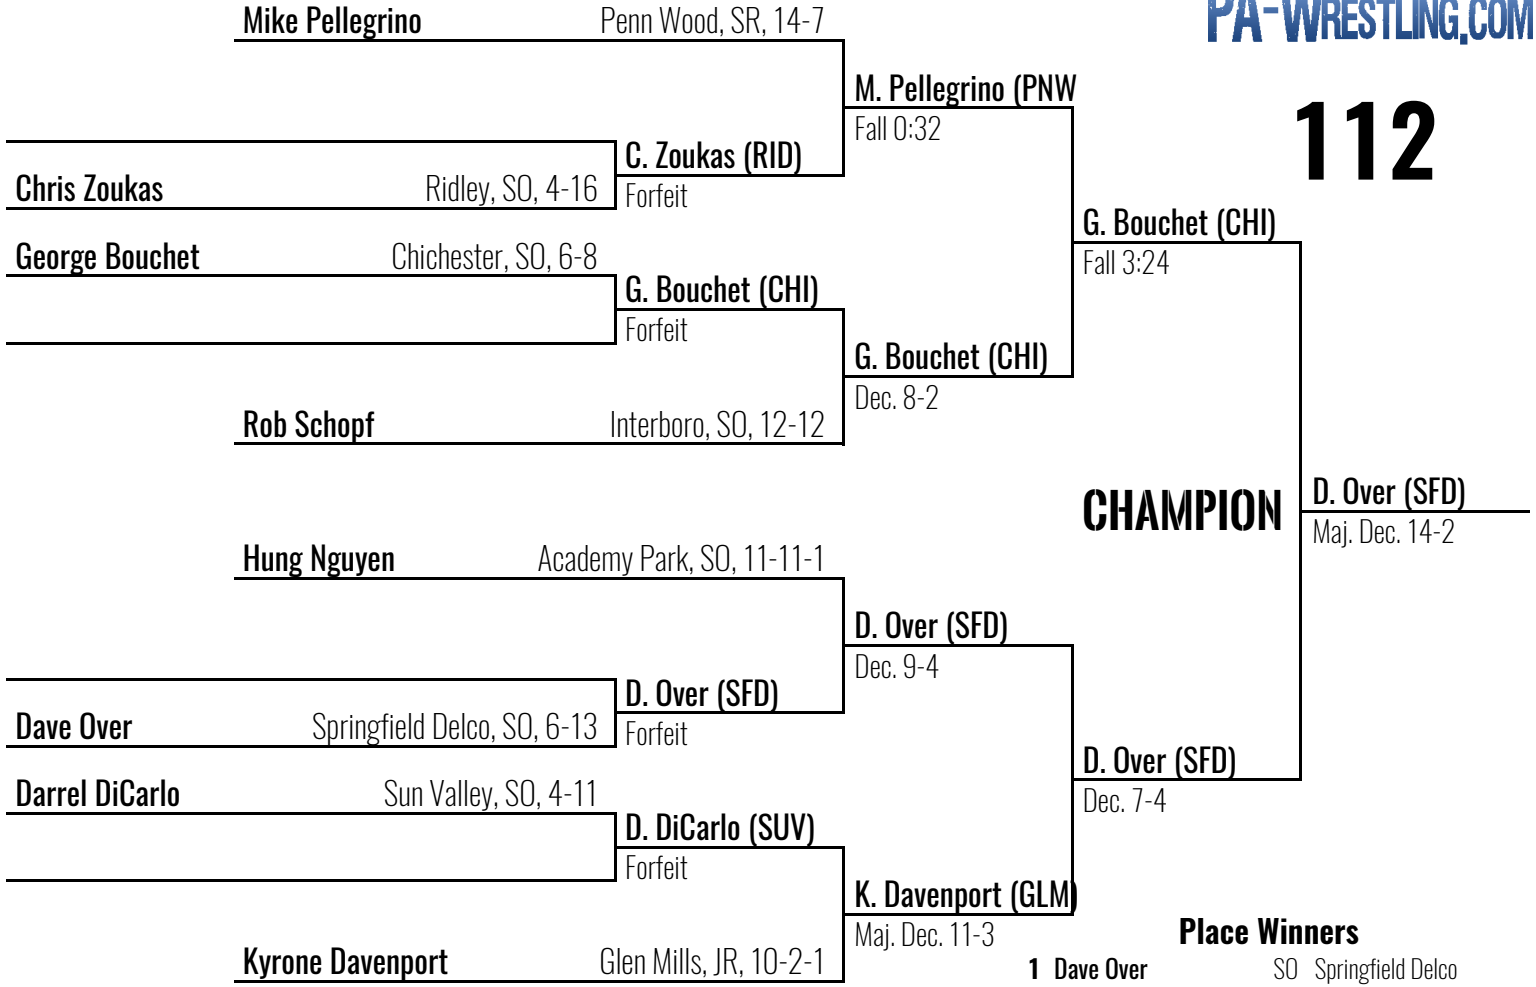 Mike Pellegrino Penn Wood, SR, 14-7
PA-WRESTLING.COM
M. Pellegrino (PNW
Fall 0:32
112
C. Zoukas (RID)
Chris Zoukas Ridley, SO, 4-16
Forfeit
G. Bouchet (CHI)
George Bouchet Chichester, SO, 6-8
Fall 3:24
G. Bouchet (CHI)
Forfeit
G. Bouchet (CHI)
Dec. 8-2
Rob Schopf Interboro, SO, 12-12
CHAMPION
D. Over (SFD)
Maj. Dec. 14-2
Hung Nguyen Academy Park, SO, 11-11-1
D. Over (SFD)
Dec. 9-4
D. Over (SFD)
Dave Over Springfield Delco, SO, 6-13
Forfeit
D. Over (SFD)
Darrel DiCarlo Sun Valley, SO, 4-11
Dec. 7-4
D. DiCarlo (SUV)
Forfeit
K. Davenport (GLM)
Maj. Dec. 11-3
Place Winners
Kyrone Davenport Glen Mills, JR, 10-2-1
1 Dave Over SO Springfield Delco